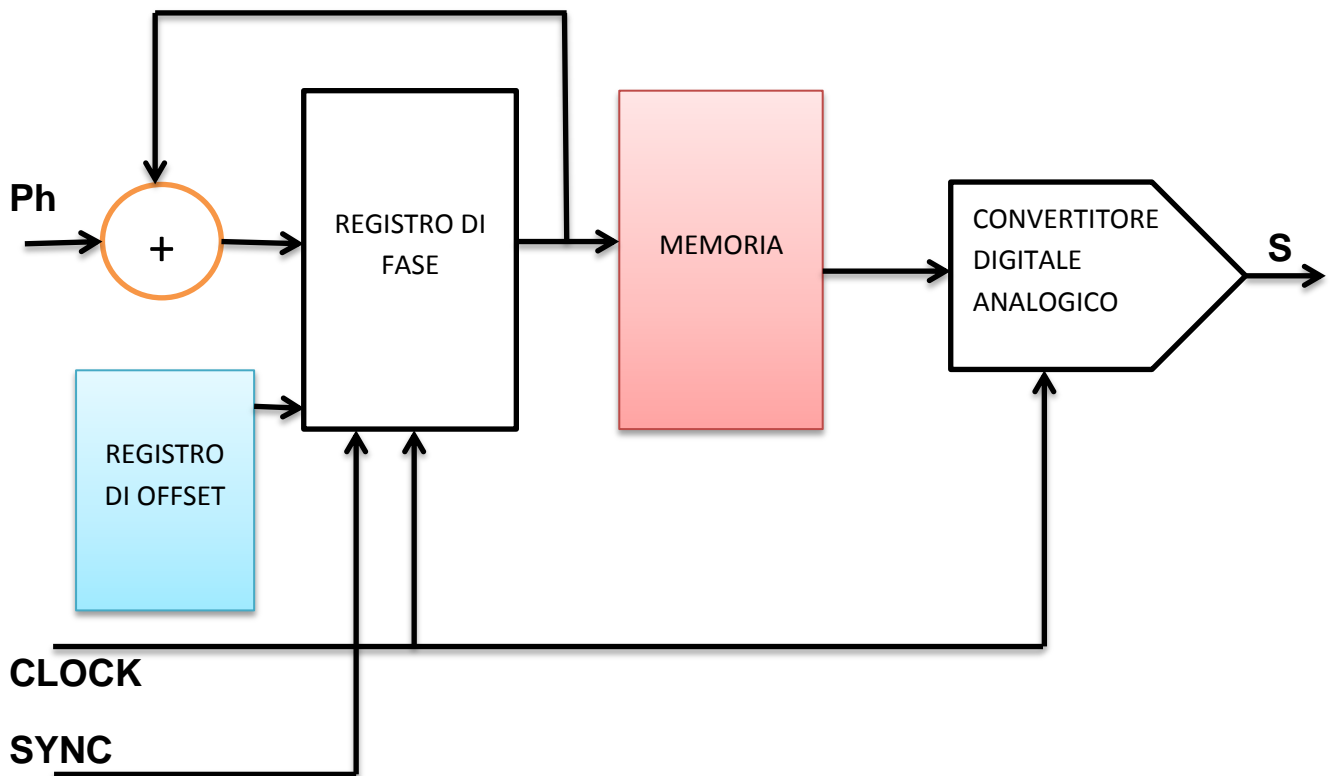 Ph
+
REGISTRO DI
FASE
MEMORIA
CONVERTITORE
DIGITALE
ANALOGICO
S
REGISTRO
DI OFFSET
CLOCK
SYNC